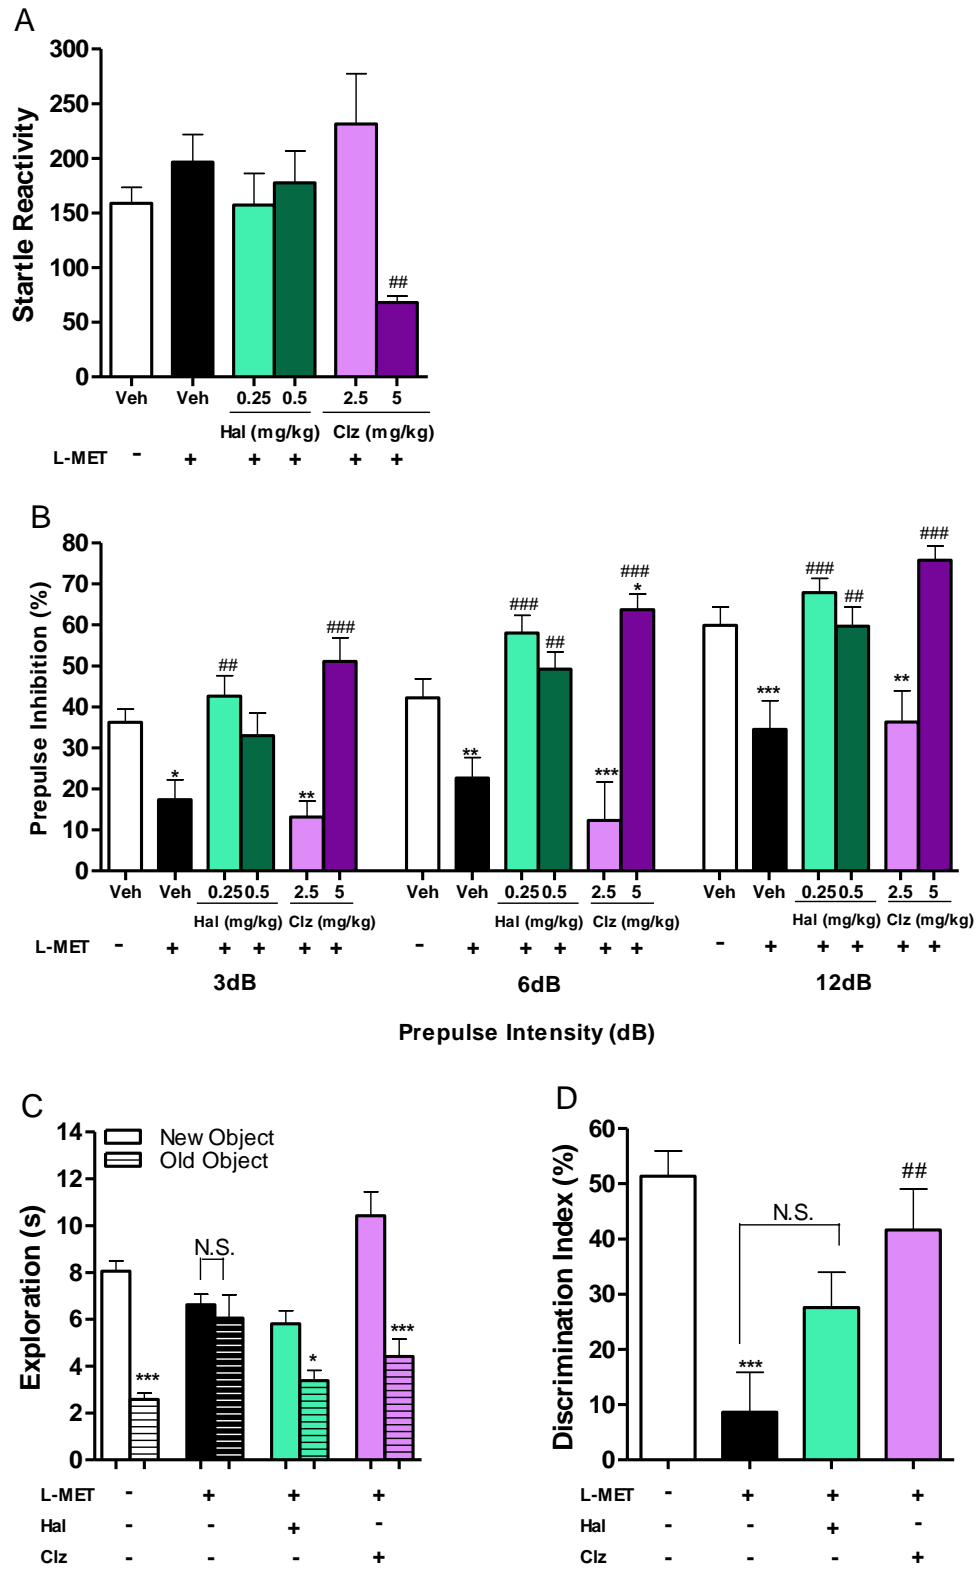 A
300
250
200
150
100
50
0
Startle Reactivity
##
Veh Veh 0.25 0.5 2.5 5
Hal (mg/kg) Clz (mg/kg)
L-MET - + + + + +
B
80
70
60
50
40
30
20
10
0
Prepulse Inhibition (%)
* ## ** ###
** ### ## *** ### *
*** ### ## ** ###
Veh Veh 0.25 0.5 2.5 5 Veh Veh 0.25 0.5 2.5 5 Veh Veh 0.25 0.5 2.5 5
Hal (mg/kg) Clz (mg/kg) Hal (mg/kg) Clz (mg/kg) Hal (mg/kg) Clz (mg/kg)
L-MET - + + + + + - + + + + + - + + + + +
3dB 6dB 12dB
Prepulse Intensity (dB)
C
14
12
10
8
6
4
2
0
Exploration (s)
New Object
Old Object
*** N.S. * ***
L-MET - + + +
Hal - - + -
Clz - - - +
D
60
50
40
30
20
10
0
Discrimination Index (%)
N.S.
*** ##
L-MET - + + +
Hal - - + -
Clz - - - +